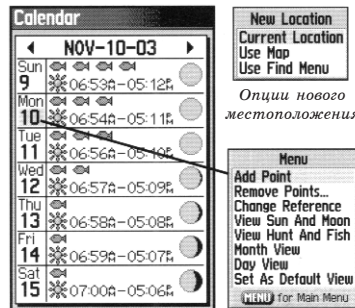 Calendar
NOV-10-03
Sun
9
06:53A-05:12P
Mon
10
06:54A-05:11P
Tue
11
06:56A-05:10P
Wed
12
06:57A-05:09P
Thu
13
06:58A-05:08P
Fri
14
06:59A-05:07P
Sat
15
07:00A-05:06P
New Location
Current Location
Use Map
Use Find Menu
Опции нового
местоположения
Menu
Add Point
Remove Points...
Change Reference
View Sun And Moon
View Hunt And Fish
Month View
Day View
Set As Default View
MENU for Main Menu